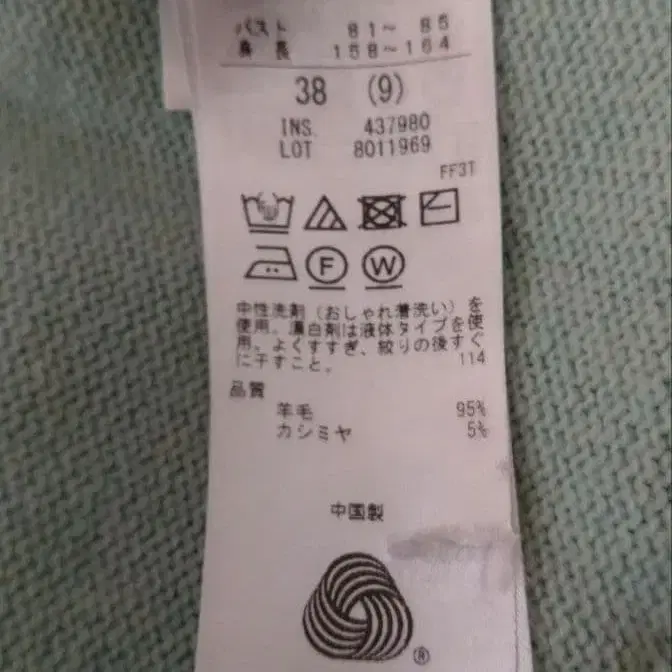 バスト 81～ 85
身長 158～164
38 (9)
INS. 437980
LOT 8011969
FF3T
F W
中性洗剤（おしゃれ着洗い）を
使用。漂白剤は液体タイプを使
用。よくすすぎ、絞りの後すぐ
に干すこと。 114
品質
羊毛 95%
カシミヤ 5%
中国製
®